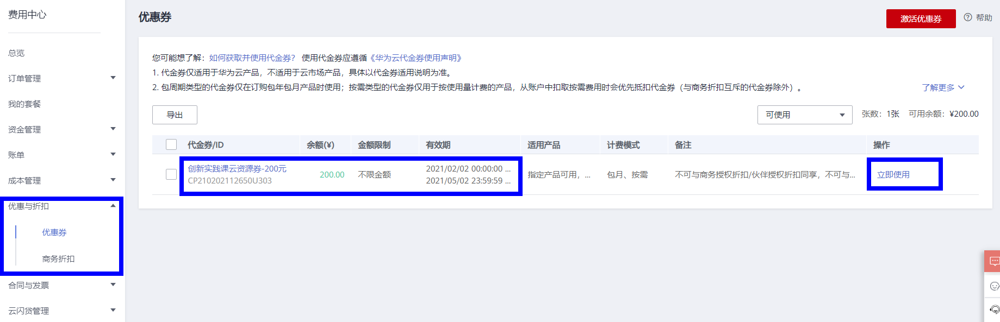 费用中心
总览
订单管理
我的套餐
资金管理
账单
成本管理
优惠与折扣
优惠券
商务折扣
合同与发票
云闪贷管理
优惠券
激活优惠券
帮助
您可能想了解：如何获取并使用代金券？ 使用代金券应遵循《华为云代金券使用声明》
1. 代金券仅适用于华为云产品，不适用于云市场产品，具体以代金券适用说明为准。
2. 包周期类型的代金券仅在订购包年包月产品时使用；按需类型的代金券仅用于按使用量计费的产品，从账户中扣取按需费用时会优先抵扣代金券（与商务折扣互斥的代金券除外）。
了解更多
导出
可使用
张数：1张 可用余额：¥200.00
代金券/ID 余额(¥) 金额限制 有效期 适用产品 计费模式 备注 操作
创新实践课云资源券-200元
CP210202112650U303
200.00
不限金额
2021/02/02 00:00:00 ...
2021/05/02 23:59:59 ...
指定产品可用，...
包月、按需
不可与商务授权折扣/伙伴授权折扣同享，不可与...
立即使用